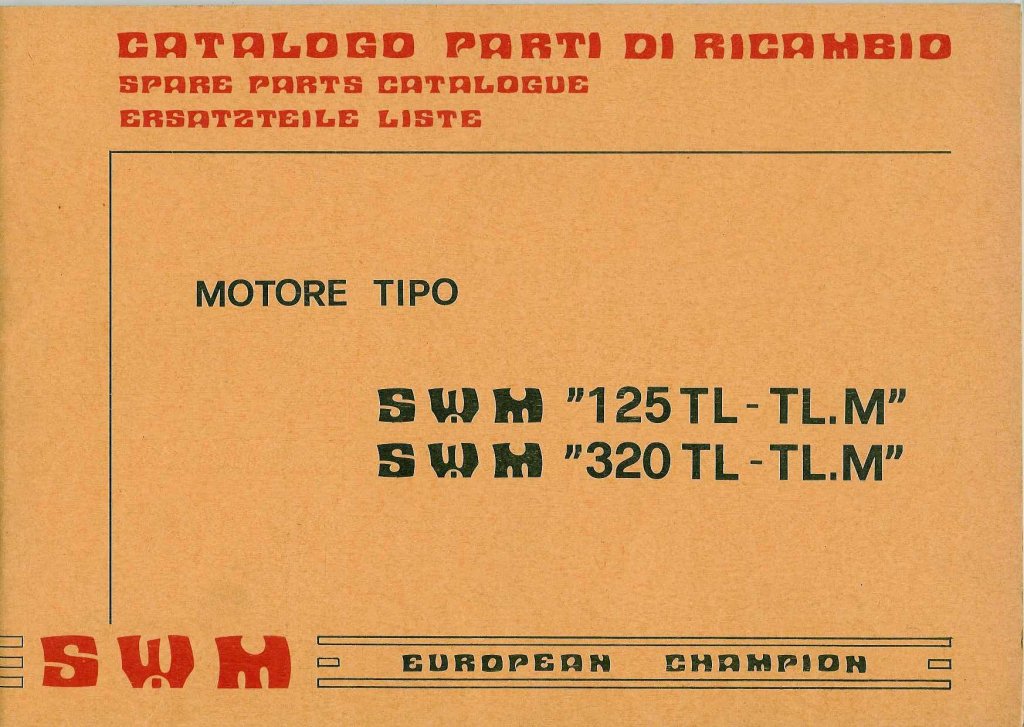 CATALOGO PARTI DI RICAMBIO
SPARE PARTS CATALOGUE
ERSATZTEILE LISTE
MOTORE TIPO
SWM "125 TL - TL.M"
SWM "320 TL - TL.M"
SWM EUROPEAN CHAMPION